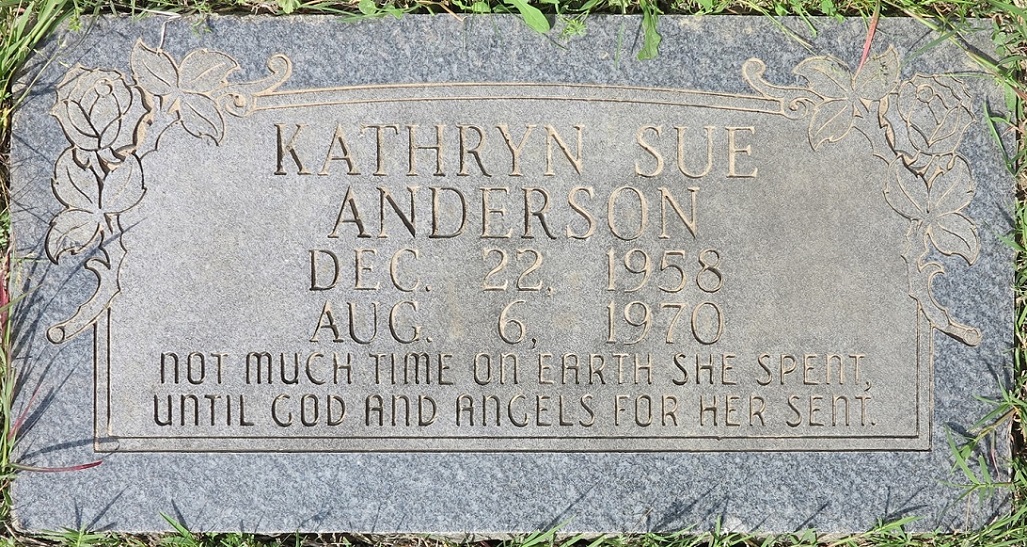 KATHRYN SUE
ANDERSON
DEC. 22, 1958
AUG. 6, 1970
NOT MUCH TIME ON EARTH SHE SPENT,
UNTIL GOD AND ANGELS FOR HER SENT.